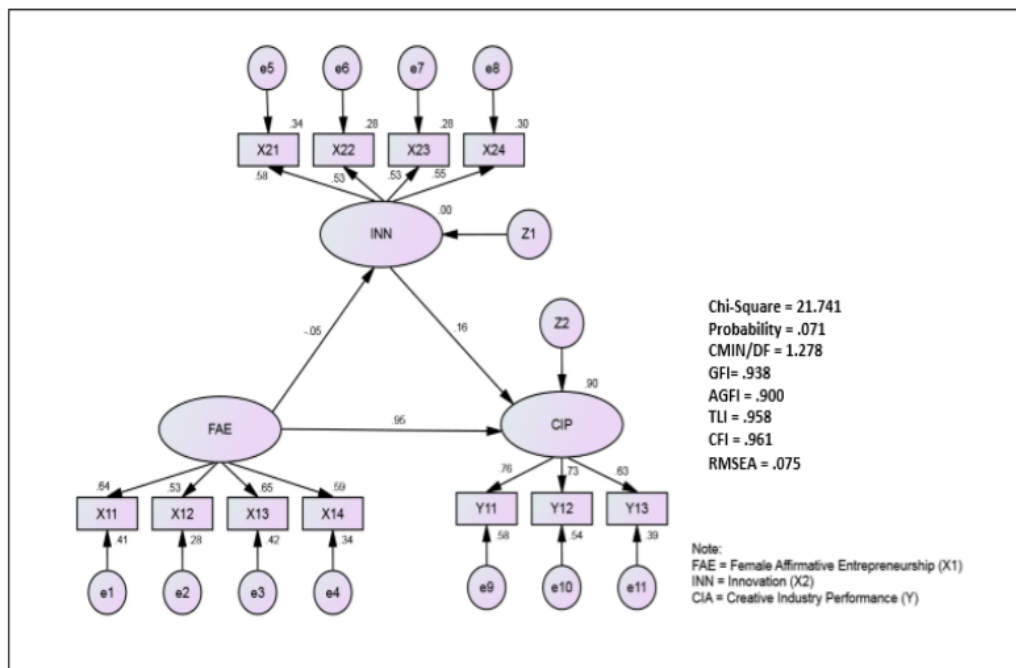 e5 e6 e7 e8
.34 .28 .28 .30
X21 X22 X23 X24
.58 .53 .53 .55
.00
INN Z1
-.05 .16
Z2
.90
FAE .95 CIP
.64 .53 .65 .59
.76 .73 .63
X11 X12 X13 X14
Y11 Y12 Y13
.41 .28 .42 .34
.58 .54 .39
e1 e2 e3 e4
e9 e10 e11
Chi-Square = 21.741
Probability = .071
CMIN/DF = 1.278
GFI= .938
AGFI = .900
TLI = .958
CFI = .961
RMSEA = .075
Note:
FAE = Female Affirmative Entrepreneurship (X1)
INN = Innovation (X2)
CIA = Creative Industry Performance (Y)